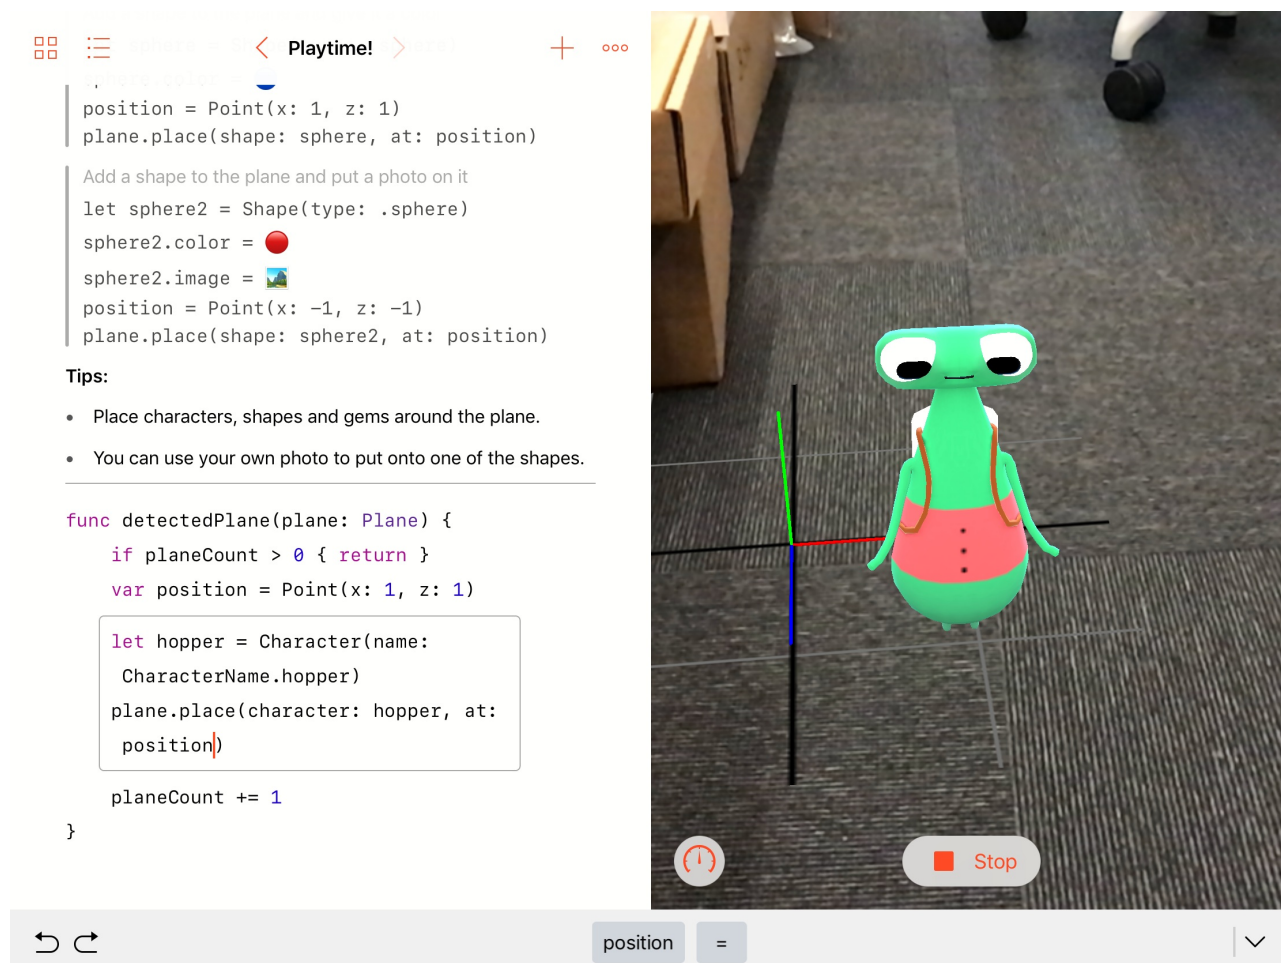 Playtime!
position = Point(x: 1, z: 1)
plane.place(shape: sphere, at: position)
Add a shape to the plane and put a photo on it
let sphere2 = Shape(type: .sphere)
sphere2.color =
sphere2.image =
position = Point(x: −1, z: −1)
plane.place(shape: sphere2, at: position)
Tips:
• Place characters, shapes and gems around the plane.
• You can use your own photo to put onto one of the shapes.
func detectedPlane(plane: Plane) {
if planeCount > 0 { return }
var position = Point(x: 1, z: 1)
let hopper = Character(name:
CharacterName.hopper)
plane.place(character: hopper, at:
position)
planeCount += 1
}
Stop
position =